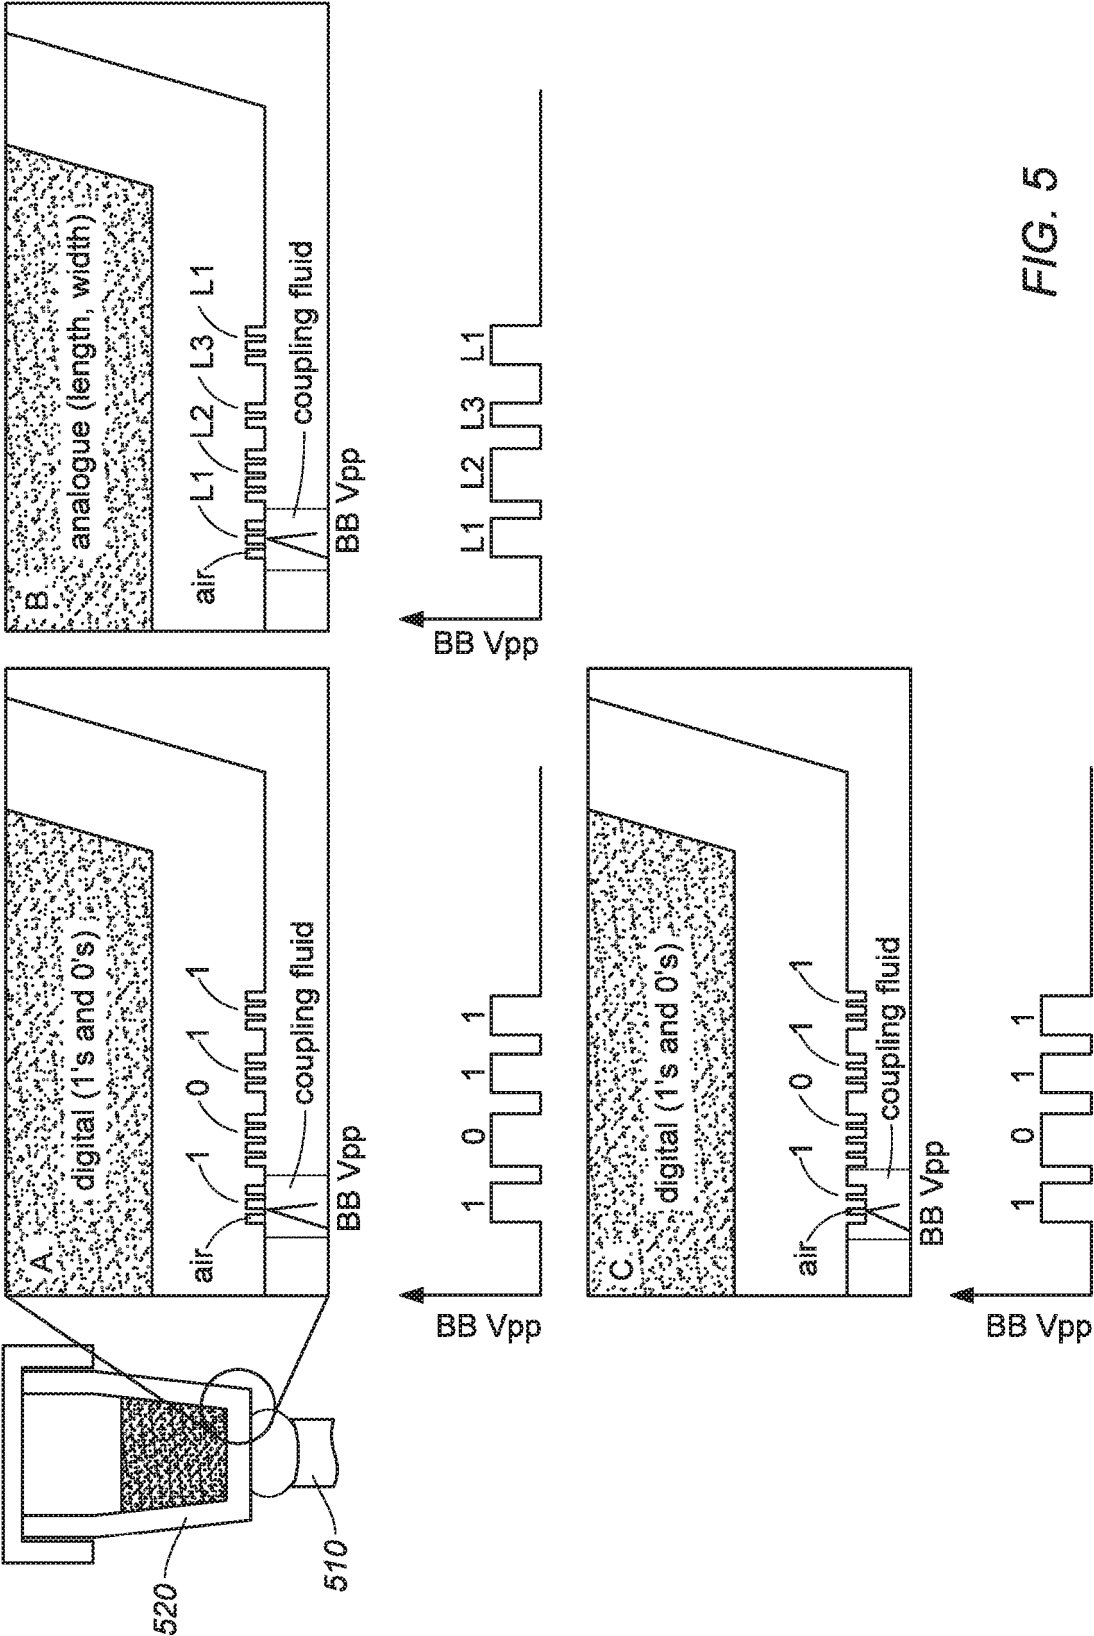 520
510
A
digital (1's and 0's)
air
1 0 1 1
coupling fluid
BB Vpp
BB Vpp
1 0 1 1
B
analogue (length, width)
air
L1 L2 L3 L1
coupling fluid
BB Vpp
BB Vpp
L1 L2 L3 L1
C
digital (1's and 0's)
air
1 0 1 1
coupling fluid
BB Vpp
BB Vpp
1 0 1 1
FIG. 5